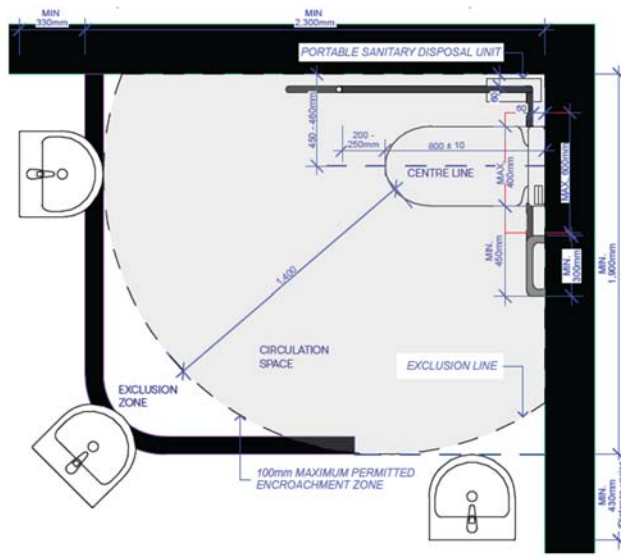 MIN
330mm
MIN
2,300mm
PORTABLE SANITARY DISPOSAL UNIT
60
450 - 460mm
200 -
250mm
800 ± 10
CENTRE LINE
MAX.
400mm
MAX. 600mm
MIN.
450mm
MIN.
300mm
MIN.
1,900mm
1,400
CIRCULATION
SPACE
EXCLUSION LINE
EXCLUSION
ZONE
100mm MAXIMUM PERMITTED
ENCROACHMENT ZONE
MIN.
430mm